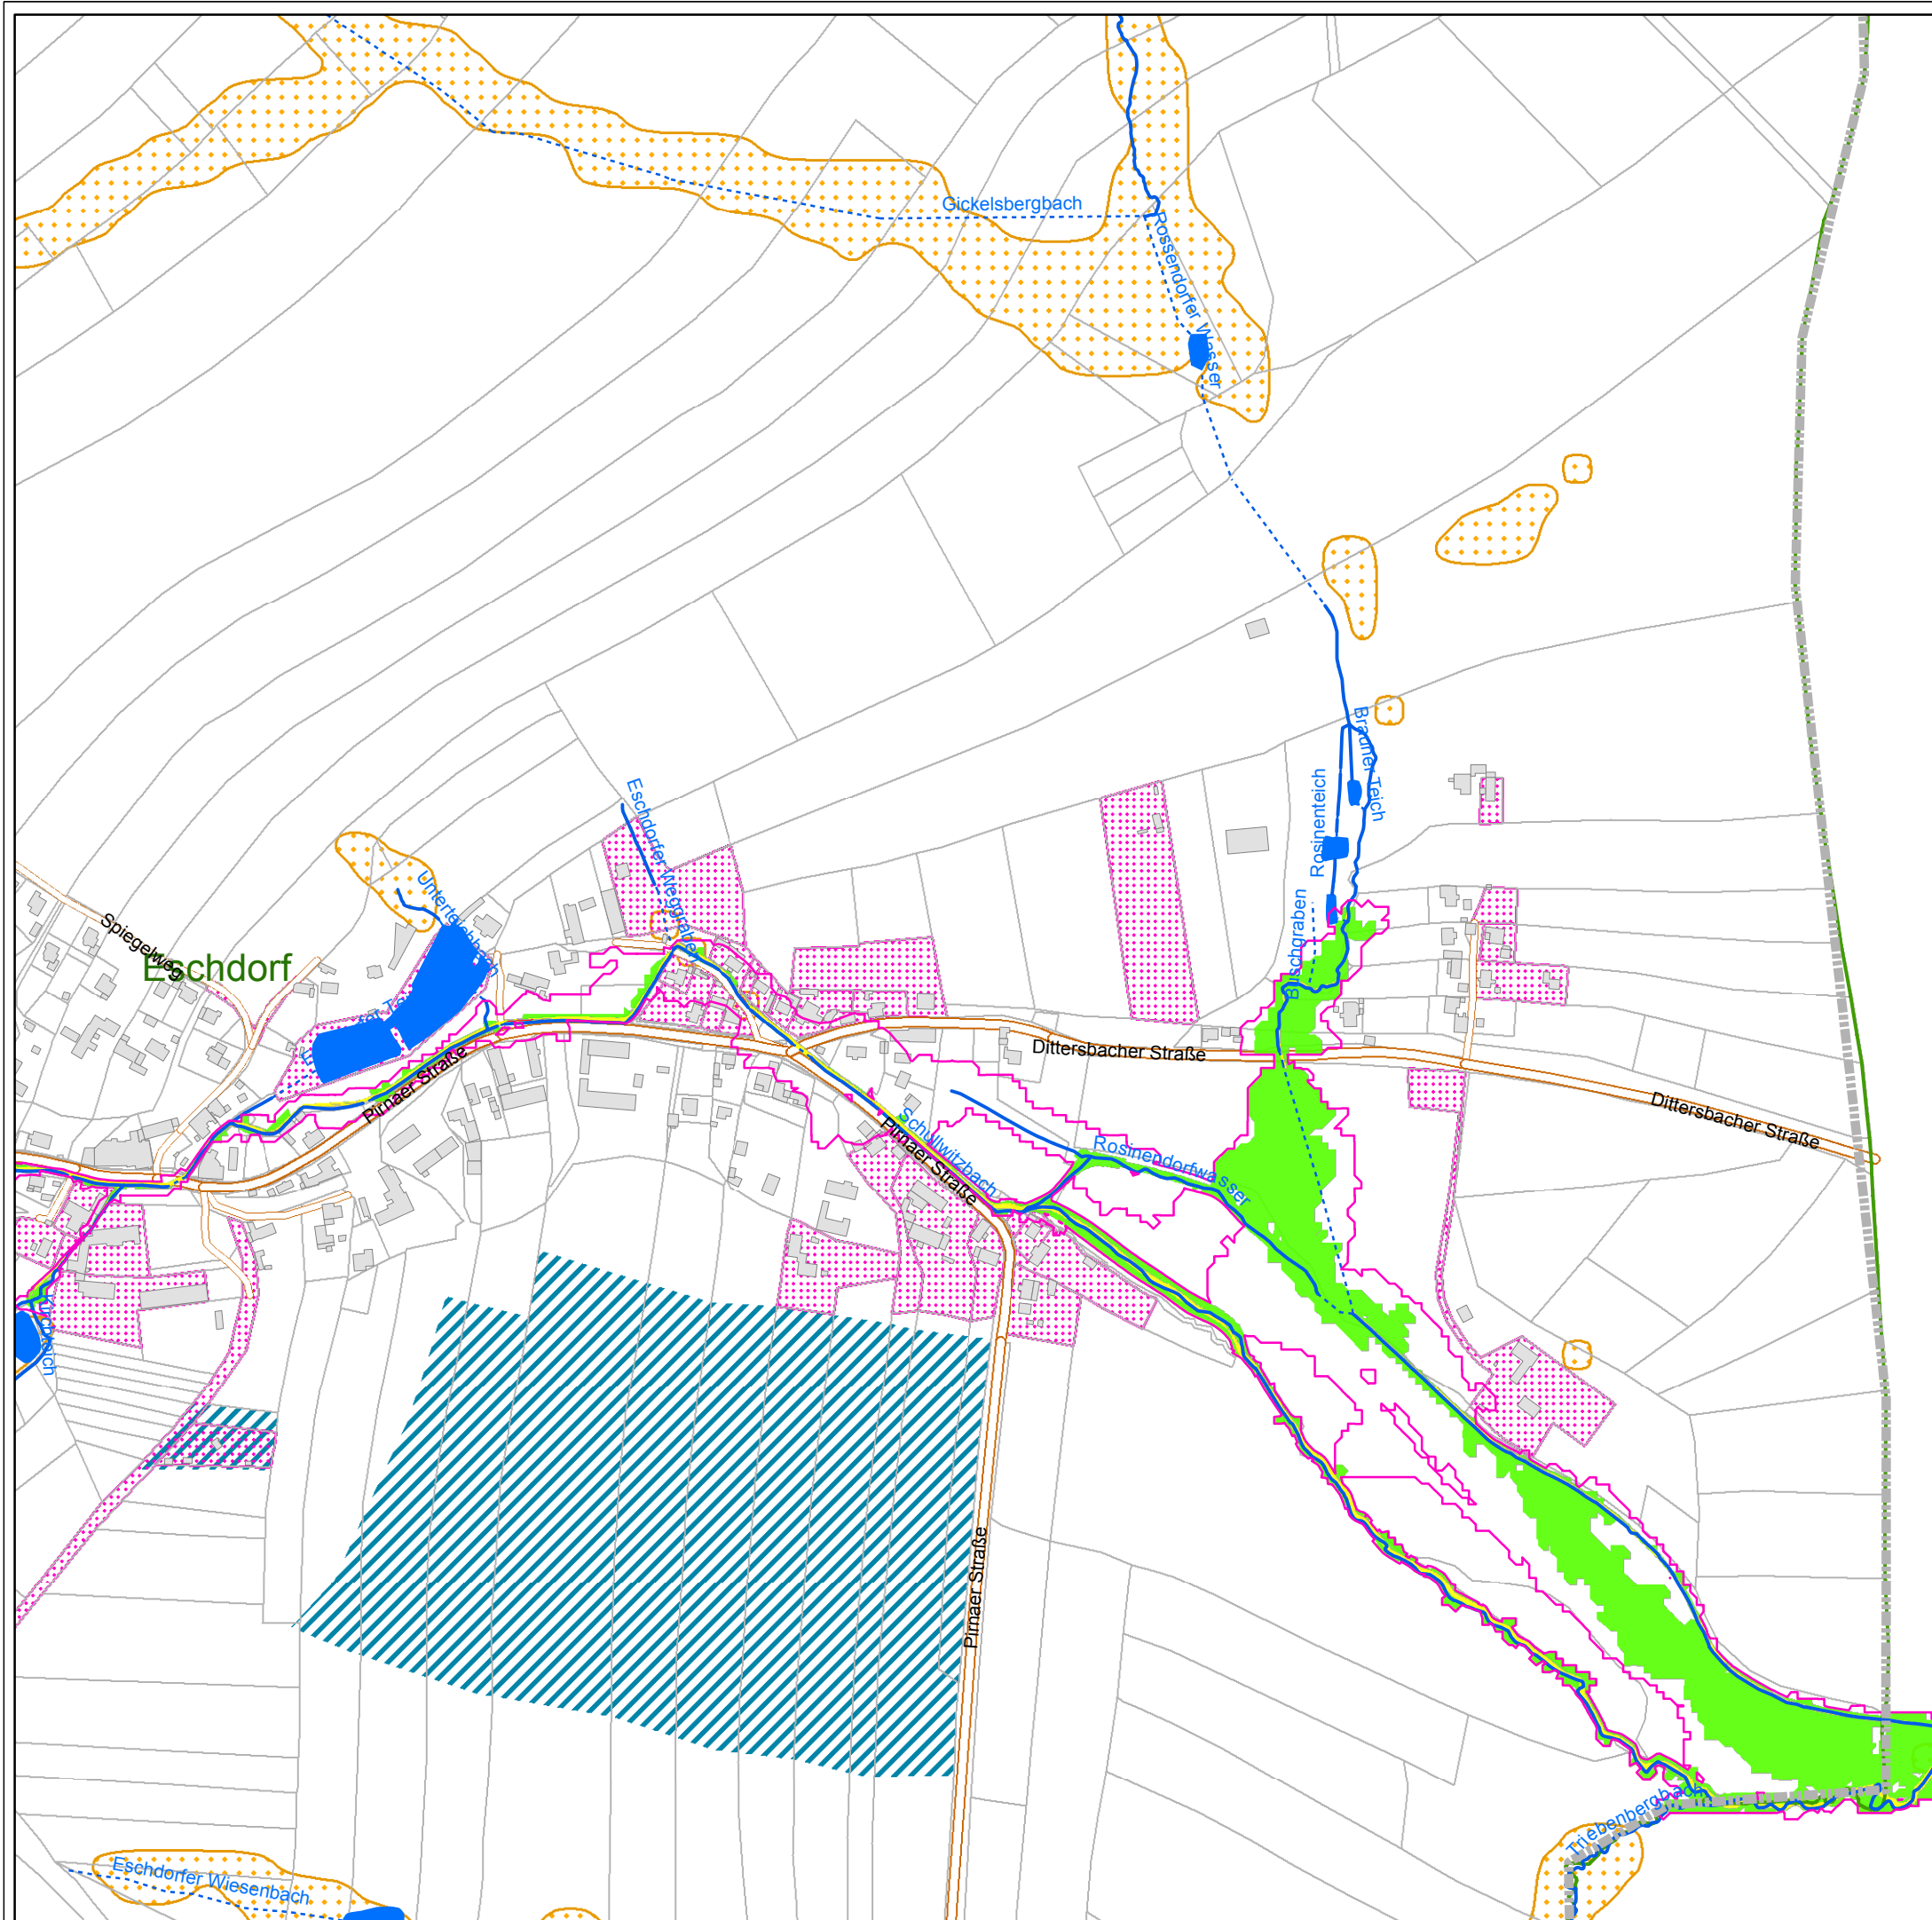 Gickelsbergbach
Rossendorfer Wasser
Brauner Teich
Rosinenteich
Eschdorfer Weggraben
Unterteichbach
Spiegelweg
Eschdorf
Buschgraben
Pirnaer Straße
Dittersbacher Straße
Dittersbacher Straße
Schullwitzbach
Pirnaer Straße
Rosinendorfwasser
Kirchteich
Pirnaer Straße
Triebenbergbach
Eschdorfer Wiesenbach